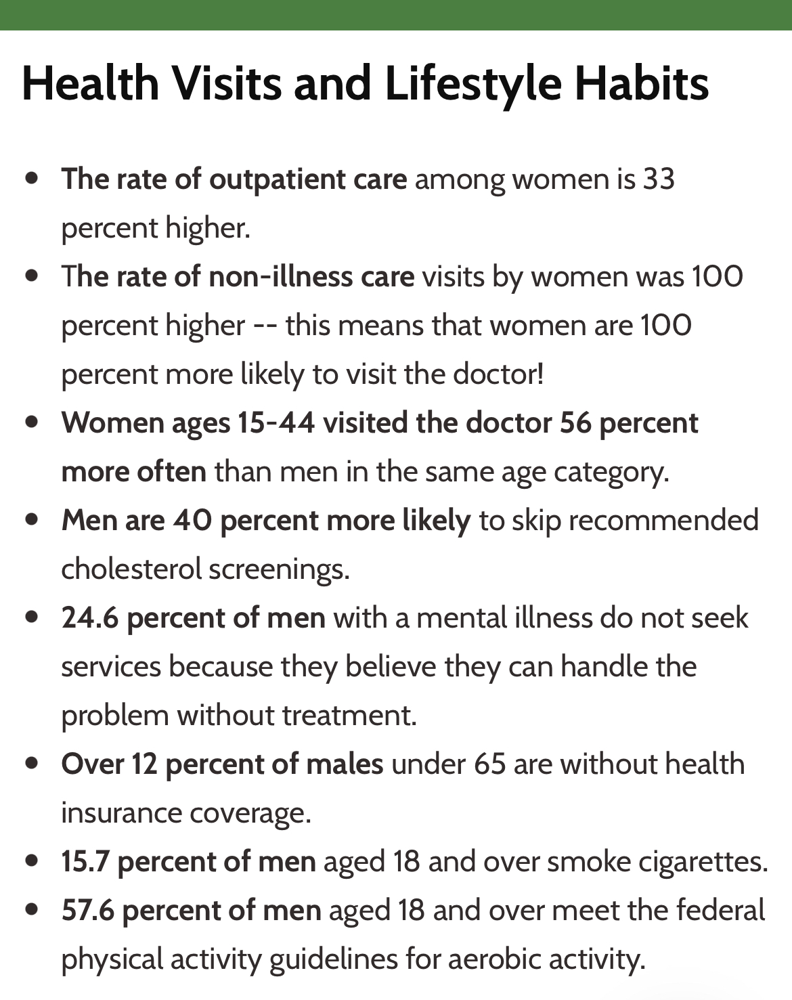 Health Visits and Lifestyle Habits
• The rate of outpatient care among women is 33
percent higher.
• The rate of non-illness care visits by women was 100
percent higher -- this means that women are 100
percent more likely to visit the doctor!
• Women ages 15-44 visited the doctor 56 percent
more often than men in the same age category.
• Men are 40 percent more likely to skip recommended
cholesterol screenings.
• 24.6 percent of men with a mental illness do not seek
services because they believe they can handle the
problem without treatment.
• Over 12 percent of males under 65 are without health
insurance coverage.
• 15.7 percent of men aged 18 and over smoke cigarettes.
• 57.6 percent of men aged 18 and over meet the federal
physical activity guidelines for aerobic activity.